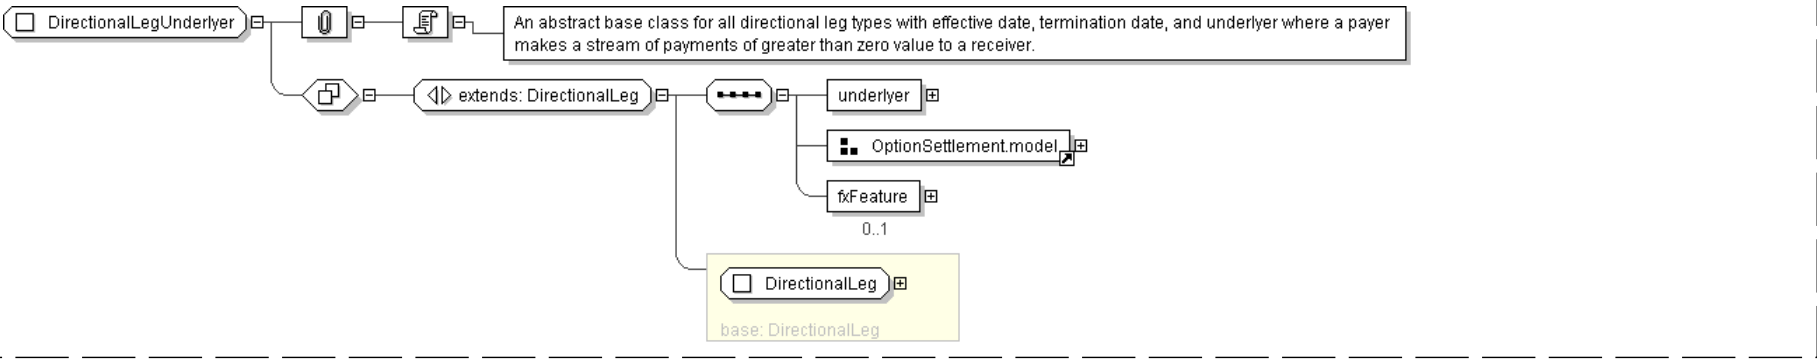 DirectionalLegUnderlyer
An abstract base class for all directional leg types with effective date, termination date, and underlyer where a payer
makes a stream of payments of greater than zero value to a receiver.
extends: DirectionalLeg
underlyer
OptionSettlement.model
fxFeature
0..1
DirectionalLeg
base: DirectionalLeg